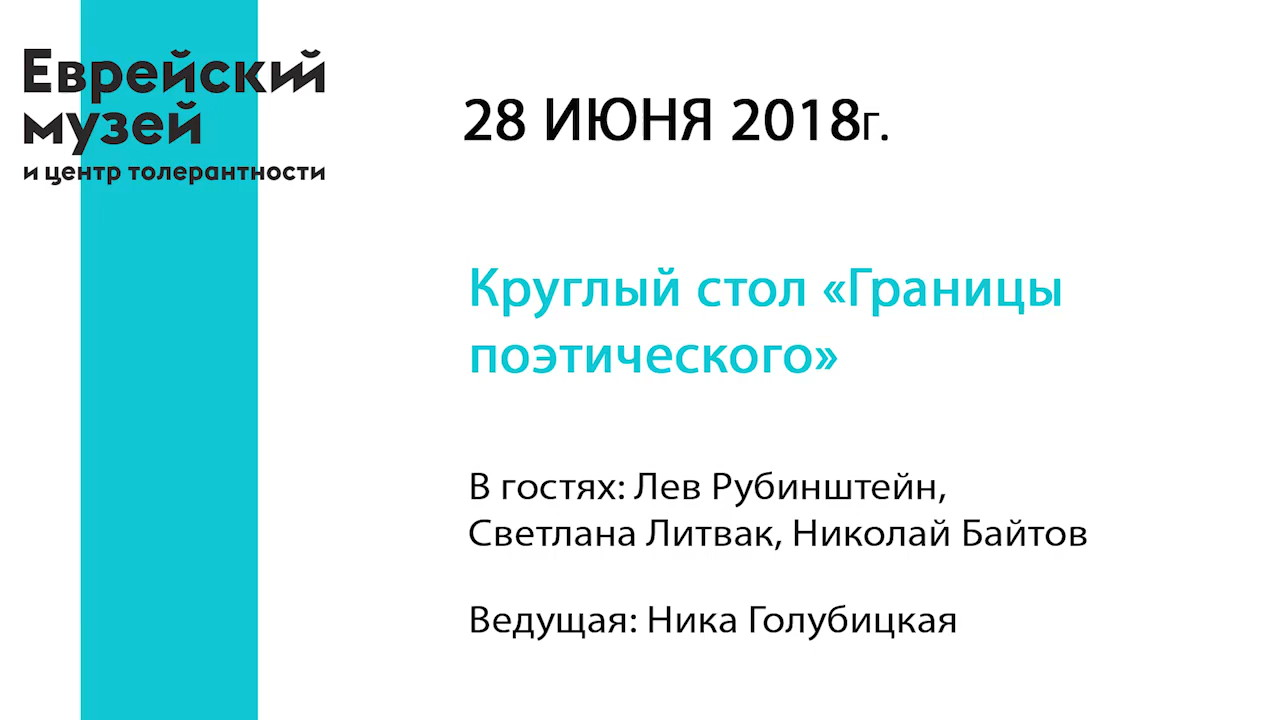 Еврейский
музей
и центр толерантности
28 ИЮНЯ 2018г.
Круглый стол «Границы
поэтического»
В гостях: Лев Рубинштейн,
Светлана Литвак, Николай Байтов
Ведущая: Ника Голубицкая